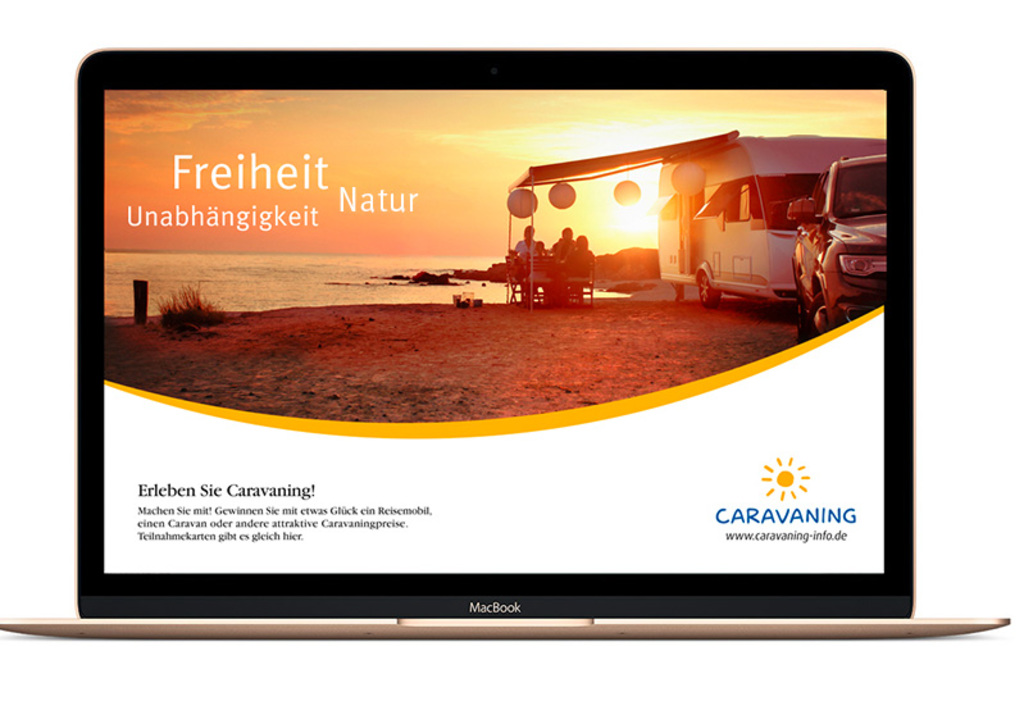 Freiheit
Natur
Unabhängigkeit
Erleben Sie Caravaning!
Machen Sie mit! Gewinnen Sie mit etwas Glück ein Reisemobil,
einen Caravan oder andere attraktive Caravaningpreise.
Teilnahmekarten gibt es gleich hier.
CARAVANING
www.caravaning-info.de
MacBook